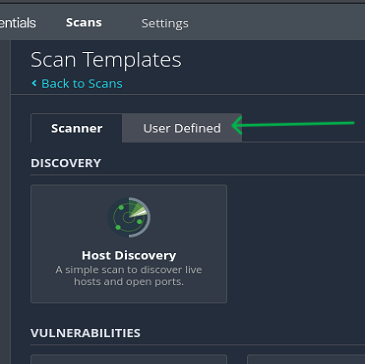 entials Scans Settings
Scan Templates
Back to Scans
Scanner User Defined
DISCOVERY
Host Discovery
A simple scan to discover live
hosts and open ports.
VULNERABILITIES